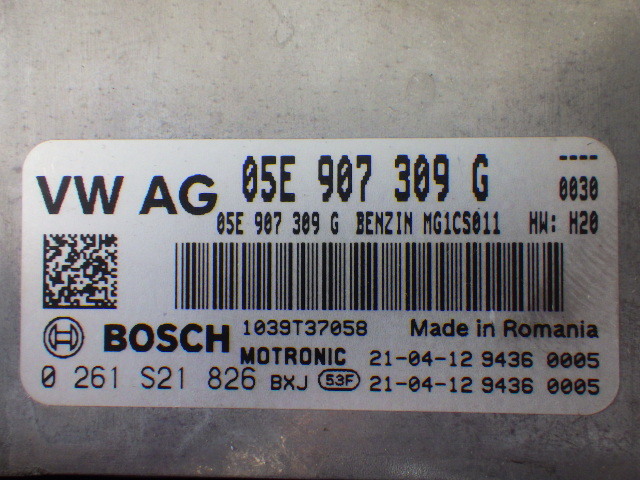 VW AG 05E 907 309 G ----
0030
05E 907 309 G BENZIN MG1CS011 HW: H20
BOSCH 1039T37058 Made in Romania
MOTRONIC 21-04-12 9436 0005
0 261 S21 826 BXJ 53F 21-04-12 9436 0005